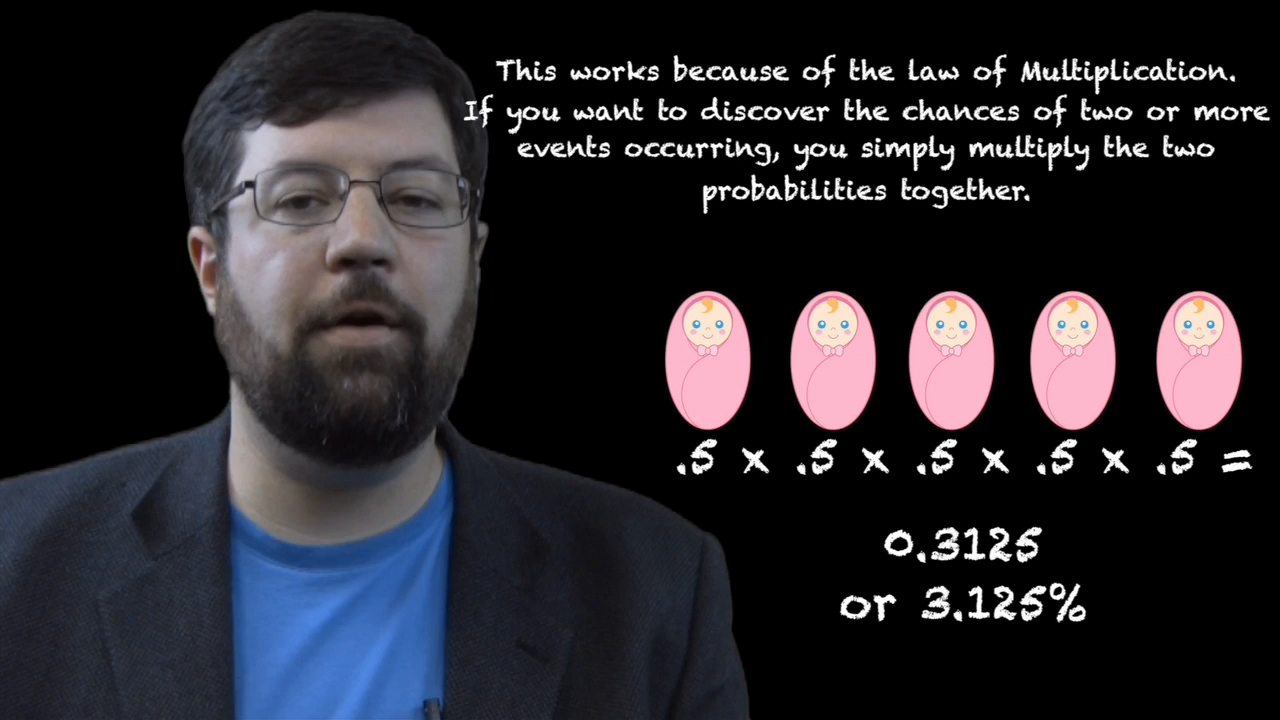 This works because of the law of Multiplication.
If you want to discover the chances of two or more
events occurring, you simply multiply the two
probabilities together.
.5 x .5 x .5 x .5 x .5 =
0.3125
or 3.125%